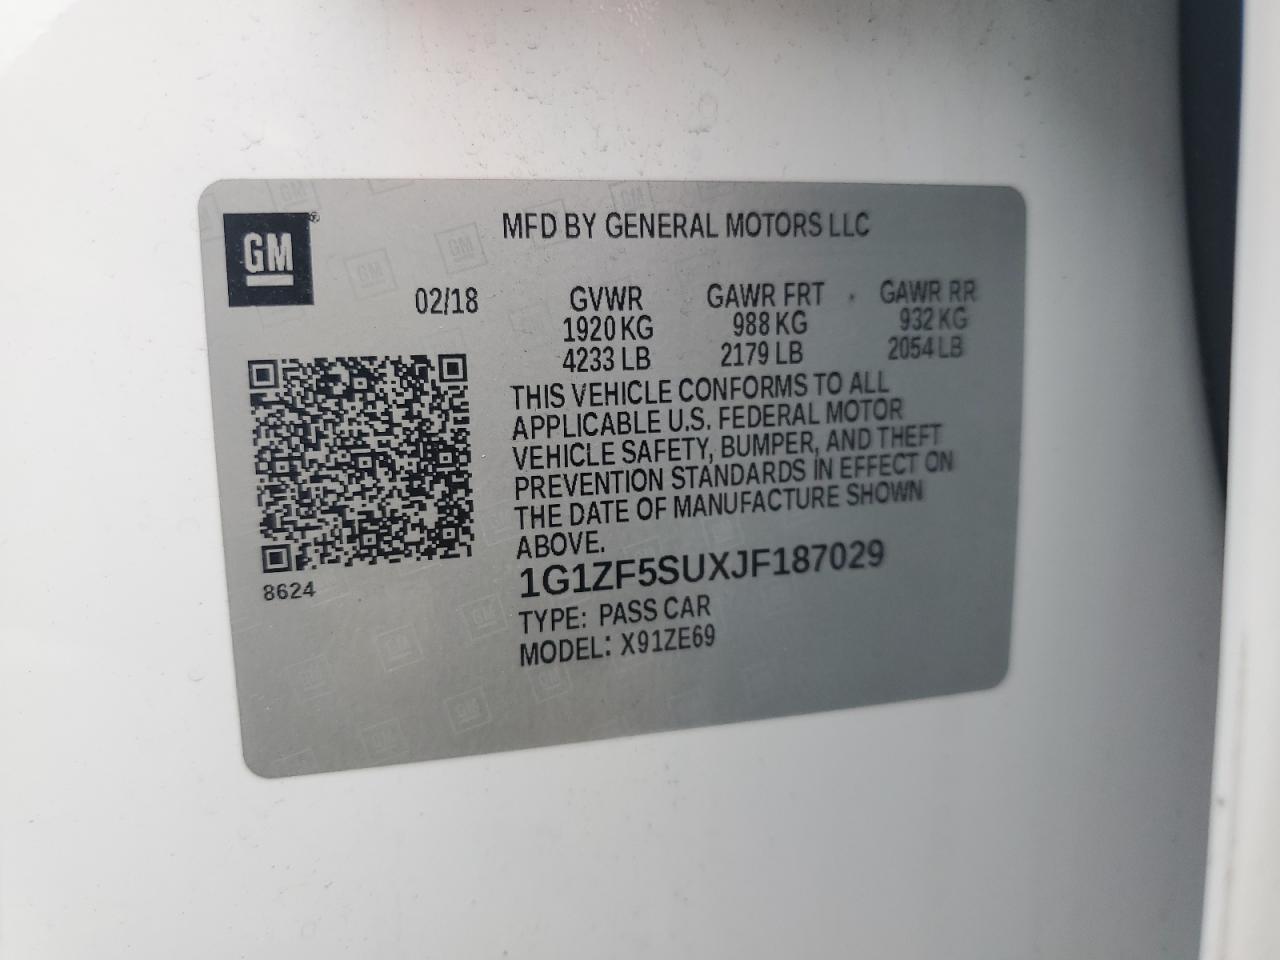 GM®
MFD BY GENERAL MOTORS LLC
02/18
GVWR GAWR FRT GAWR RR
1920 KG 988 KG 932 KG
4233 LB 2179 LB 2054 LB
THIS VEHICLE CONFORMS TO ALL
APPLICABLE U.S. FEDERAL MOTOR
VEHICLE SAFETY, BUMPER, AND THEFT
PREVENTION STANDARDS IN EFFECT ON
THE DATE OF MANUFACTURE SHOWN
ABOVE.
1G1ZF5SUXJF187029
TYPE: PASS CAR
MODEL: X91ZE69
8624